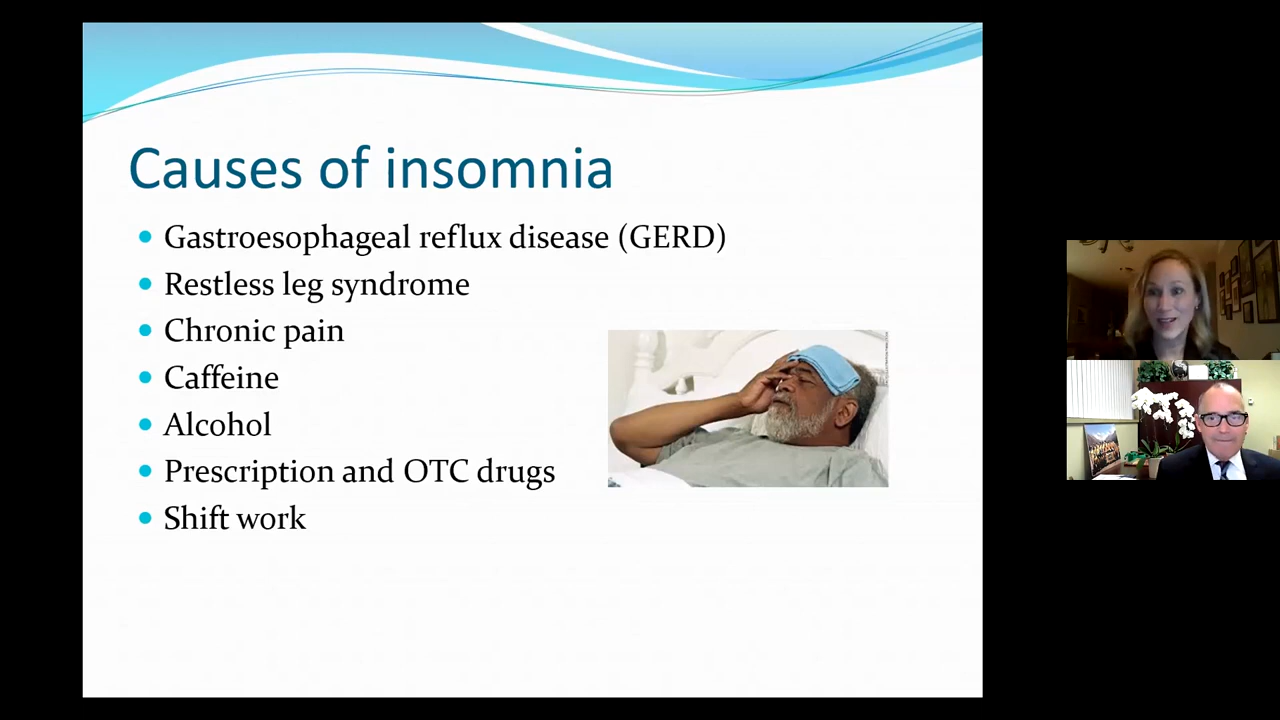 Causes of insomnia
Gastroesophageal reflux disease (GERD)
Restless leg syndrome
Chronic pain
Caffeine
Alcohol
Prescription and OTC drugs
Shift work